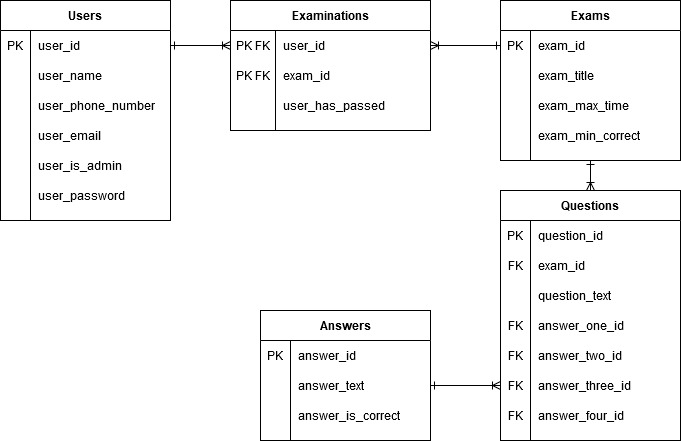 Users
PK user_id
user_name
user_phone_number
user_email
user_is_admin
user_password
Examinations
PK FK user_id
PK FK exam_id
user_has_passed
Exams
PK exam_id
exam_title
exam_max_time
exam_min_correct
Questions
PK question_id
FK exam_id
question_text
FK answer_one_id
FK answer_two_id
FK answer_three_id
FK answer_four_id
Answers
PK answer_id
answer_text
answer_is_correct